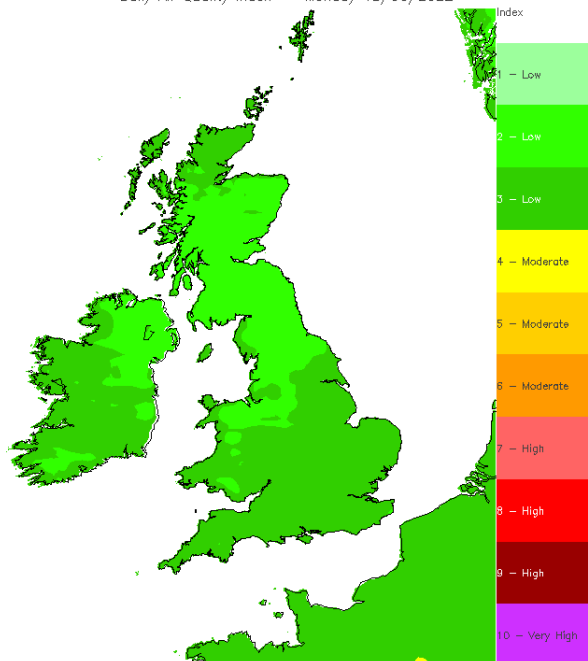 Index
1 - Low
2 - Low
3 - Low
4 - Moderate
5 - Moderate
6 - Moderate
7 - High
8 - High
9 - High
10 - Very High